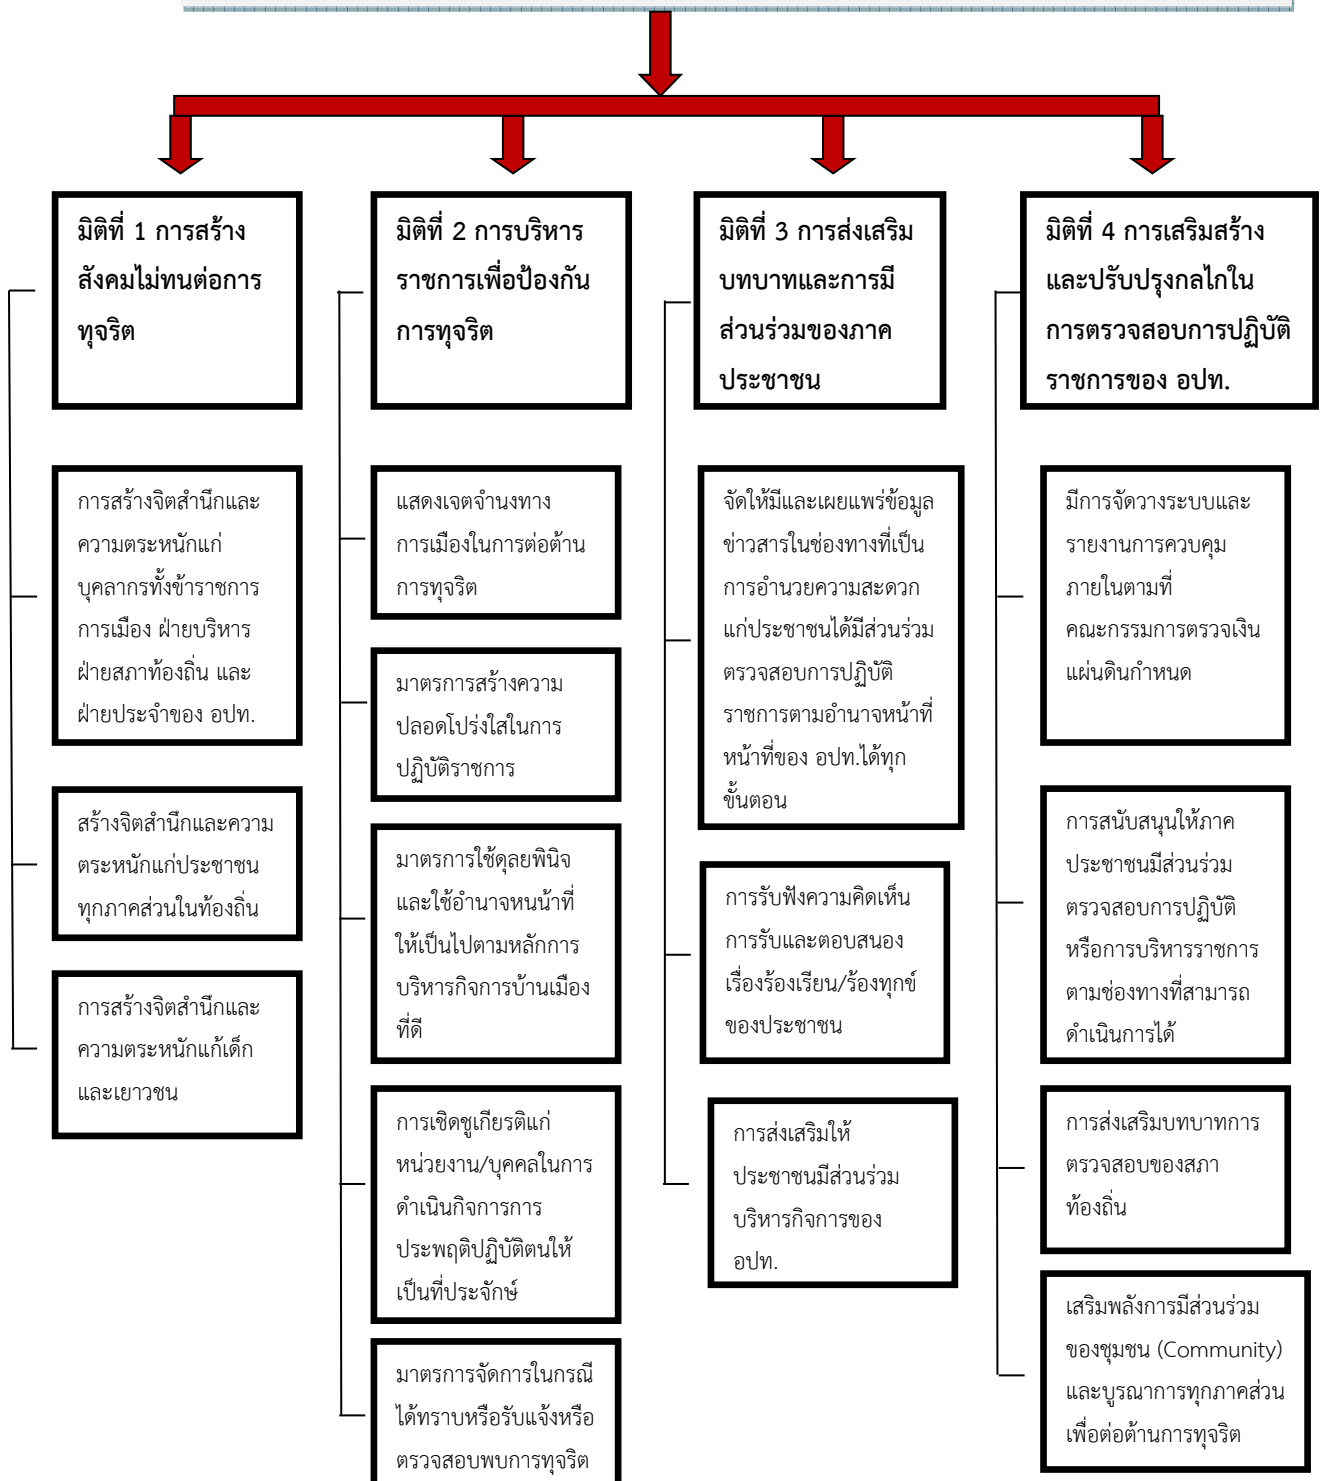 มิติที่ 1 การสร้าง
สังคมไม่ทนต่อการ
ทุจริต
การสร้างจิตสำนึกและ
ความตระหนักแก่
บุคลากรทั้งข้าราชการ
การเมือง ฝ่ายบริหาร
ฝ่ายสภาท้องถิ่น และ
ฝ่ายประจำของ อปท.
สร้างจิตสำนึกและความ
ตระหนักแก่ประชาชน
ทุกภาคส่วนในท้องถิ่น
การสร้างจิตสำนึกและ
ความตระหนักแก้เด็ก
และเยาวชน
มิติที่ 2 การบริหาร
ราชการเพื่อป้องกัน
การทุจริต
แสดงเจตจำนงทาง
การเมืองในการต่อต้าน
การทุจริต
มาตรการสร้างความ
ปลอดโปร่งใสในการ
ปฏิบัติราชการ
มาตรการใช้ดุลยพินิจ
และใช้อำนาจหนน้าที่
ให้เป็นไปตามหลักการ
บริหารกิจการบ้านเมือง
ที่ดี
การเชิดชูเกียรติแก่
หน่วยงาน/บุคคลในการ
ดำเนินกิจการการ
ประพฤติปฏิบัติตนให้
เป็นที่ประจักษ์
มาตรการจัดการในกรณี
ได้ทราบหรือรับแจ้งหรือ
ตรวจสอบพบการทุจริต
มิติที่ 3 การส่งเสริม
บทบาทและการมี
ส่วนร่วมของภาค
ประชาชน
จัดให้มีและเผยแพร่ข้อมูล
ข่าวสารในช่องทางที่เป็น
การอำนวยความสะดวก
แก่ประชาชนได้มีส่วนร่วม
ตรวจสอบการปฏิบัติ
ราชการตามอำนาจหน้าที่
หน้าที่ของ อปท.ได้ทุก
ขั้นตอน
การรับฟังความคิดเห็น
การรับและตอบสนอง
เรื่องร้องเรียน/ร้องทุกข์
ของประชาชน
การส่งเสริมให้
ประชาชนมีส่วนร่วม
บริหารกิจการของ
อปท.
มิติที่ 4 การเสริมสร้าง
และปรับปรุงกลไกใน
การตรวจสอบการปฏิบัติ
ราชการของ อปท.
มีการจัดวางระบบและ
รายงานการควบคุม
ภายในตามที่
คณะกรรมการตรวจเงิน
แผ่นดินกำหนด
การสนับสนุนให้ภาค
ประชาชนมีส่วนร่วม
ตรวจสอบการปฏิบัติ
หรือการบริหารราชการ
ตามช่องทางที่สามารถ
ดำเนินการได้
การส่งเสริมบทบาทการ
ตรวจสอบของสภา
ท้องถิ่น
เสริมพลังการมีส่วนร่วม
ของชุมชน (Community)
และบูรณาการทุกภาคส่วน
เพื่อต่อต้านการทุจริต